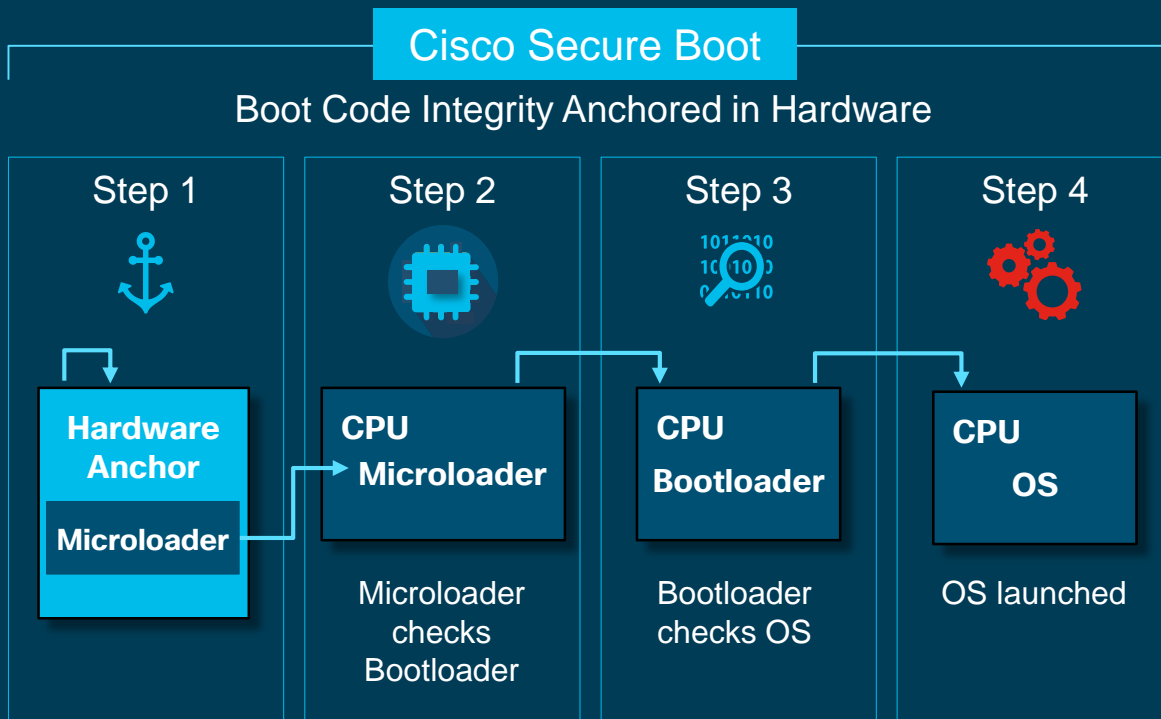 Cisco Secure Boot
Boot Code Integrity Anchored in Hardware
Step 1
Hardware
Anchor
Microloader
Step 2
CPU
Microloader
Microloader
checks
Bootloader
Step 3
CPU
Bootloader
Bootloader
checks OS
Step 4
CPU
OS
OS launched